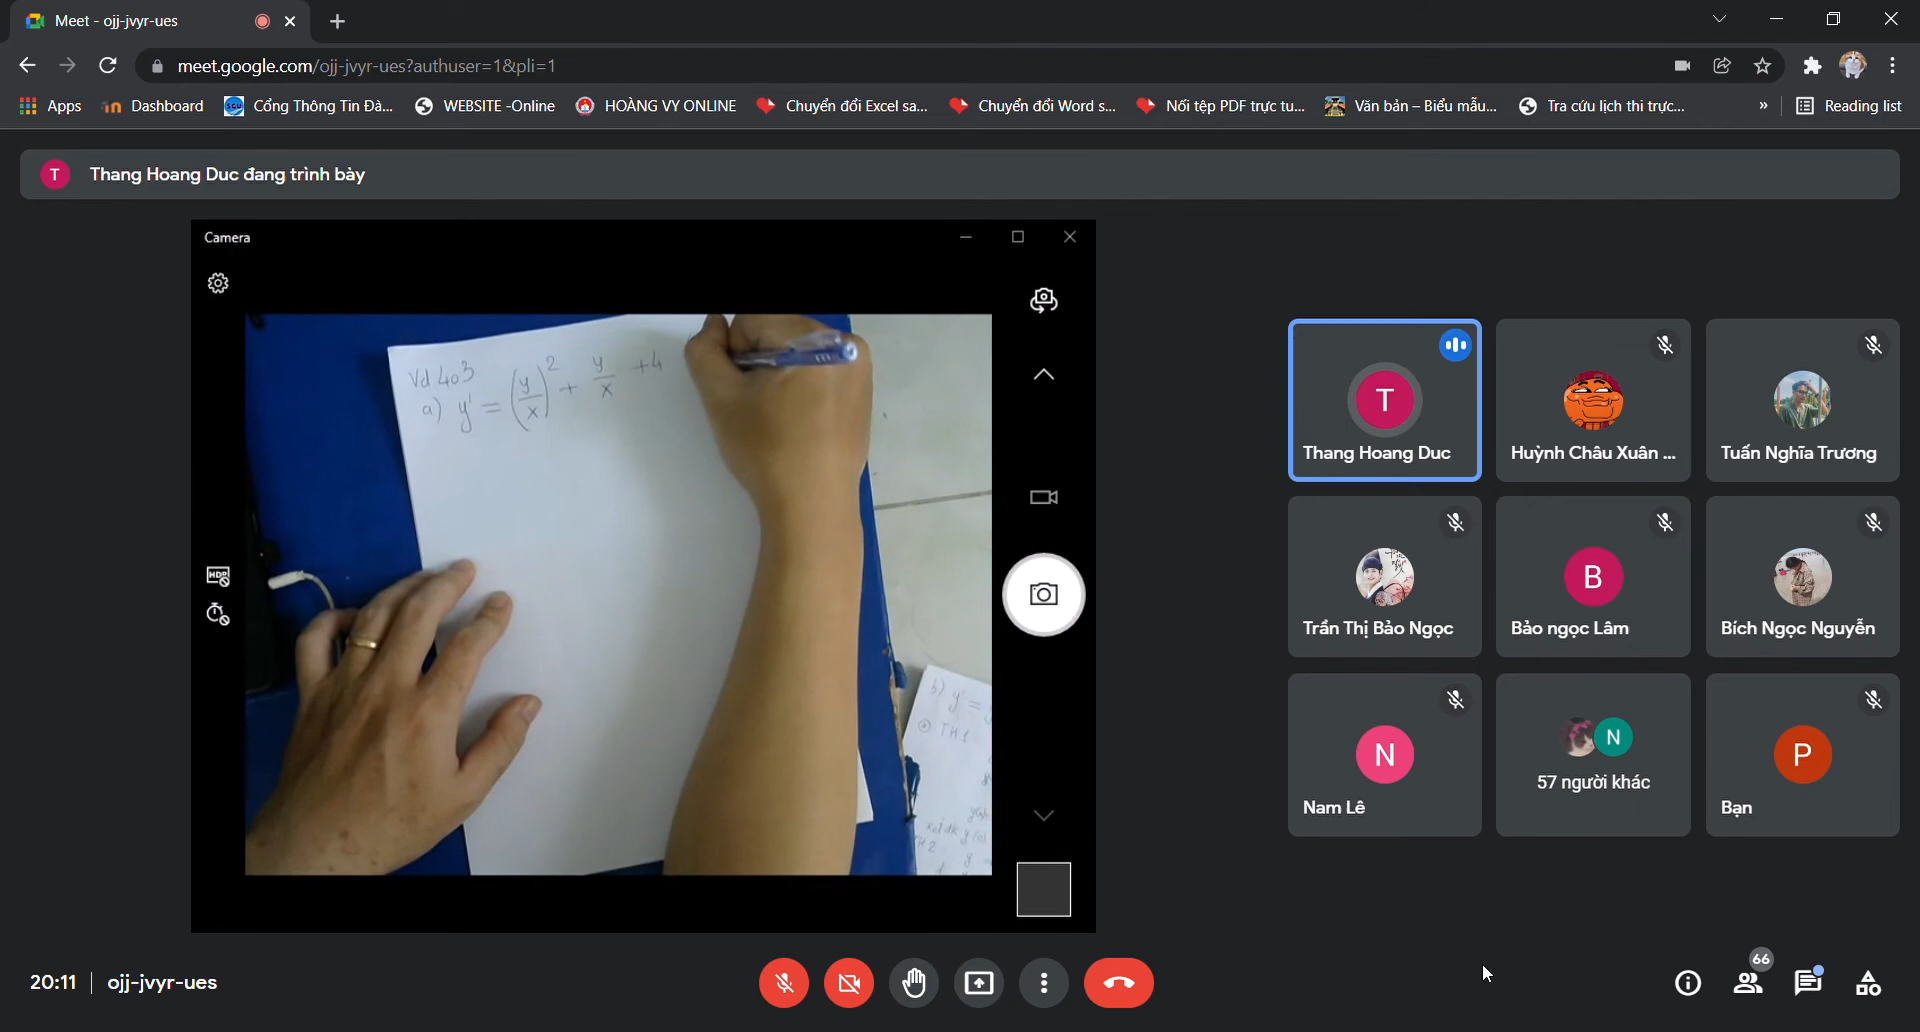 Meet - ojj-jvyr-ues
meet.google.com/ojj-jvyr-ues?authuser=1&pli=1
Apps
Dashboard
Cổng Thông Tin Đà...
WEBSITE -Online
HOÀNG VY ONLINE
Chuyển đổi Excel sa...
Chuyển đổi Word s...
Nối tệp PDF trực tu...
Văn bản – Biểu mẫu...
Tra cứu lịch thi trực...
»
Reading list
T
Thang Hoang Duc đang trình bày
Camera
HDR
Vd 403
a) y' = (y/x)² + y/x + 4
b) y' =
TH1
T
Thang Hoang Duc
Huỳnh Châu Xuân ...
Tuấn Nghĩa Trương
Trần Thị Bảo Ngọc
B
Bảo ngọc Lâm
Bích Ngọc Nguyễn
N
Nam Lê
N
57 người khác
P
Bạn
20:11
ojj-jvyr-ues
66